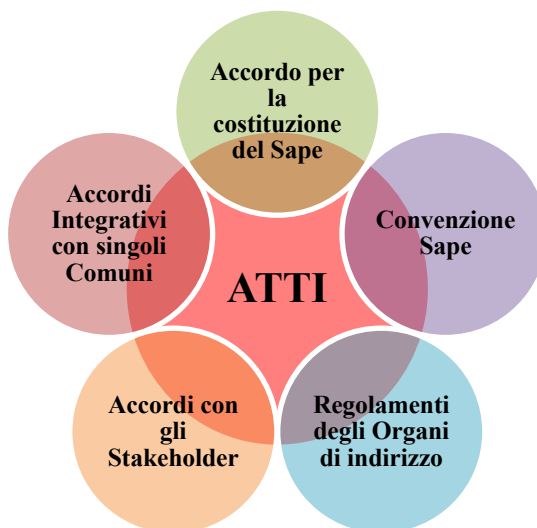 Accordo per
la
costituzione
del Sape
Accordi
Integrativi
con singoli
Comuni
Convenzione
Sape
ATTI
Accordi con
gli
Stakeholder
Regolamenti
degli Organi
di indirizzo